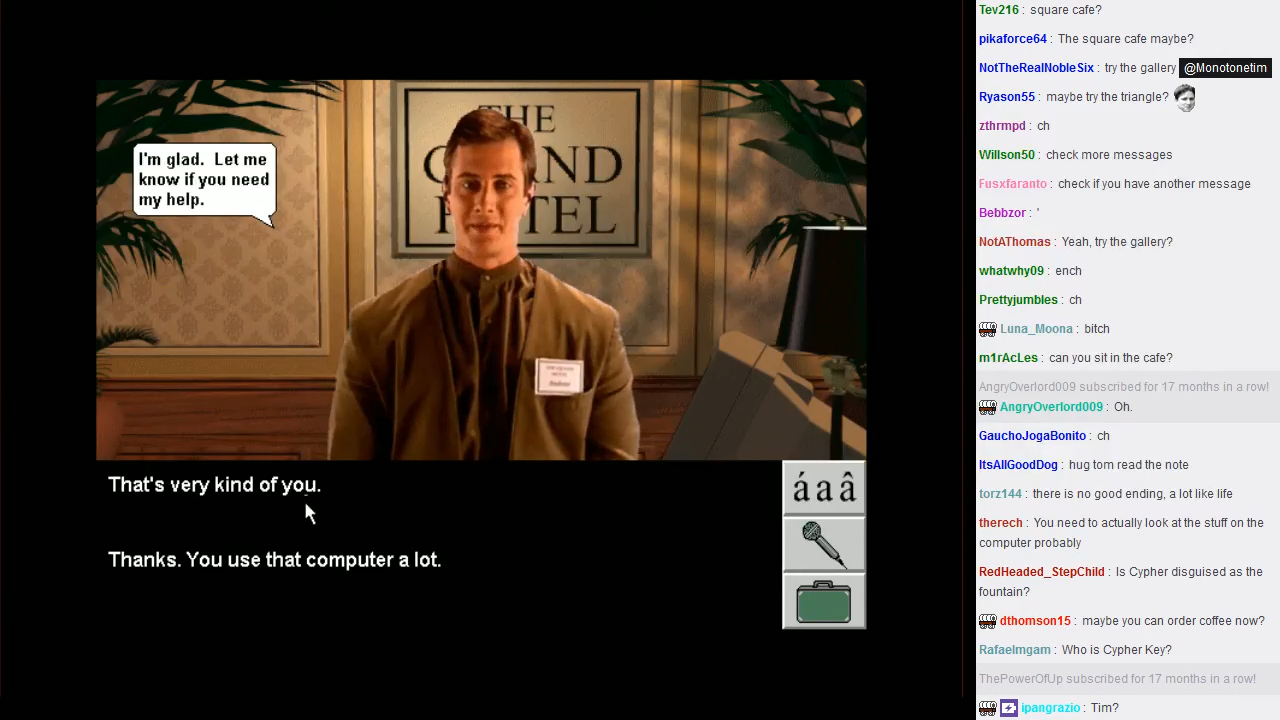 THE
GRAND
HOTEL
I'm glad. Let me
know if you need
my help.
That's very kind of you.
Thanks. You use that computer a lot.
á a â
Tev216 : square cafe?
pikaforce64 : The square cafe maybe?
NotTheRealNobleSix : try the gallery @Monotonetim
Ryason55 : maybe try the triangle?
zthrmpd : ch
Willson50 : check more messages
Fusxfaranto : check if you have another message
Bebbzor : '
NotAThomas : Yeah, try the gallery?
whatwhy09 : ench
Prettyjumbles : ch
Luna_Moona : bitch
m1rAcLes : can you sit in the cafe?
AngryOverlord009 subscribed for 17 months in a row!
AngryOverlord009 : Oh.
GauchoJogaBonito : ch
ItsAllGoodDog : hug tom read the note
torz144 : there is no good ending, a lot like life
therech : You need to actually look at the stuff on the
computer probably
RedHeaded_StepChild : Is Cypher disguised as the
fountain?
dthomson15 : maybe you can order coffee now?
Rafaelmgam : Who is Cypher Key?
ThePowerOfUp subscribed for 17 months in a row!
ipangrazio : Tim?